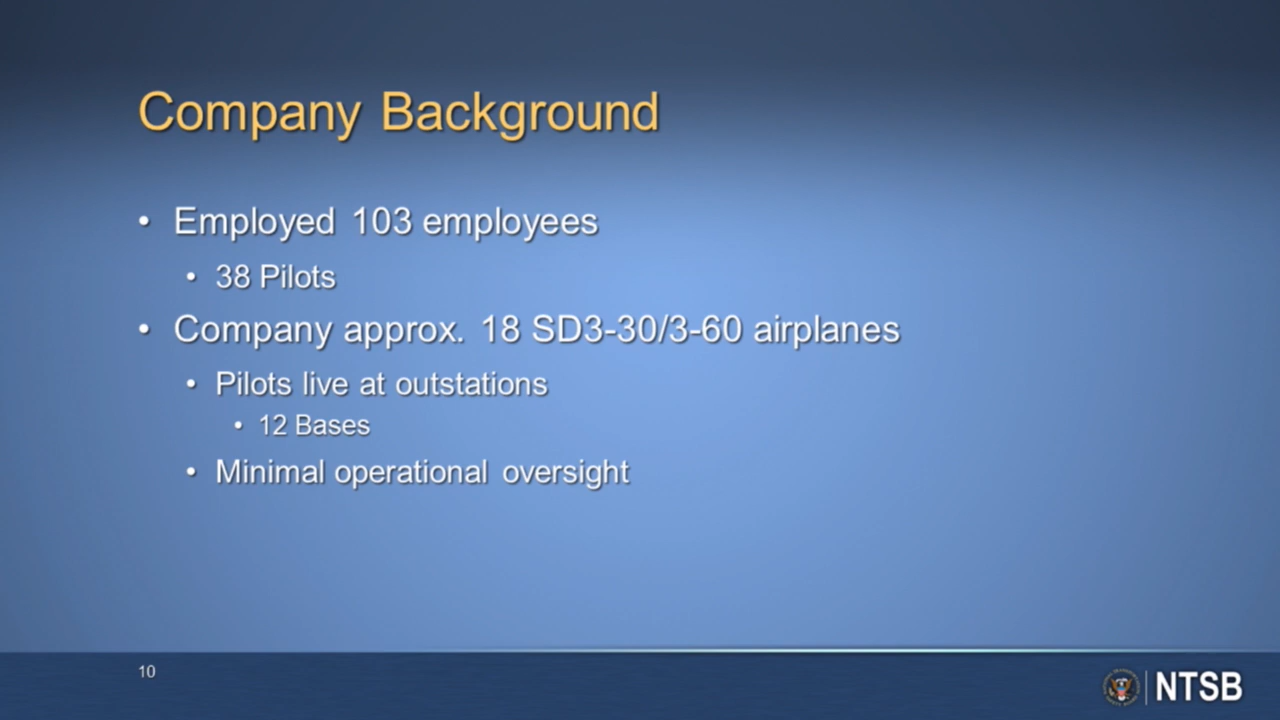 Company Background
• Employed 103 employees
• 38 Pilots
• Company approx. 18 SD3-30/3-60 airplanes
• Pilots live at outstations
• 12 Bases
• Minimal operational oversight
10
NTSB